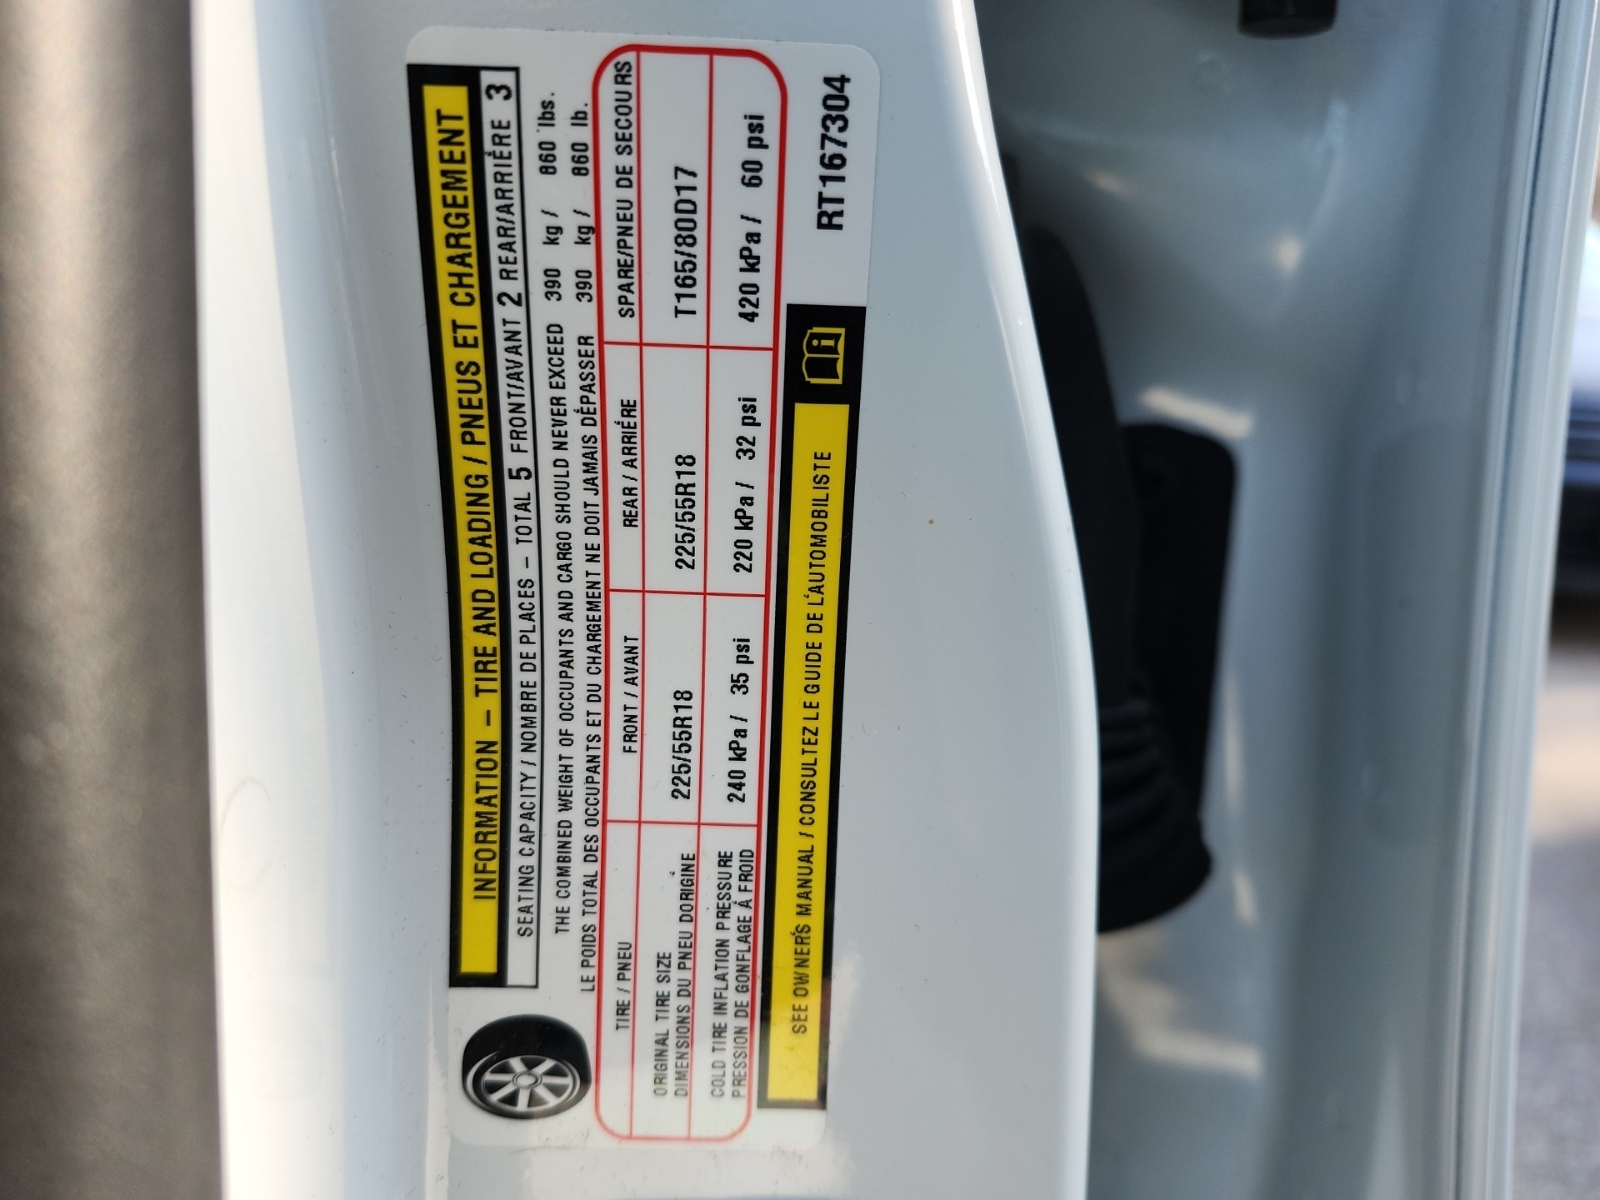 INFORMATION – TIRE AND LOADING / PNEUS ET CHARGEMENT
SEATING CAPACITY / NOMBRE DE PLACES – TOTAL 5 FRONT/AVANT 2 REAR/ARRIÉRE 3
THE COMBINED WEIGHT OF OCCUPANTS AND CARGO SHOULD NEVER EXCEED 390 kg / 860 lbs.
LE POIDS TOTAL DES OCCUPANTS ET DU CHARGEMENT NE DOIT JAMAIS DÉPASSER 390 kg / 860 lb.
TIRE / PNEU FRONT / AVANT REAR / ARRIÉRE SPARE/PNEU DE SECOURS
ORIGINAL TIRE SIZE
DIMENSIONS DU PNEU D'ORIGINE 225/55R18 225/55R18 T165/80D17
COLD TIRE INFLATION PRESSURE
PRESSION DE GONFLAGE Á FROID 240 kPa / 35 psi 220 kPa / 32 psi 420 kPa / 60 psi
SEE OWNER'S MANUAL / CONSULTEZ LE GUIDE DE L'AUTOMOBILISTE
RT167304